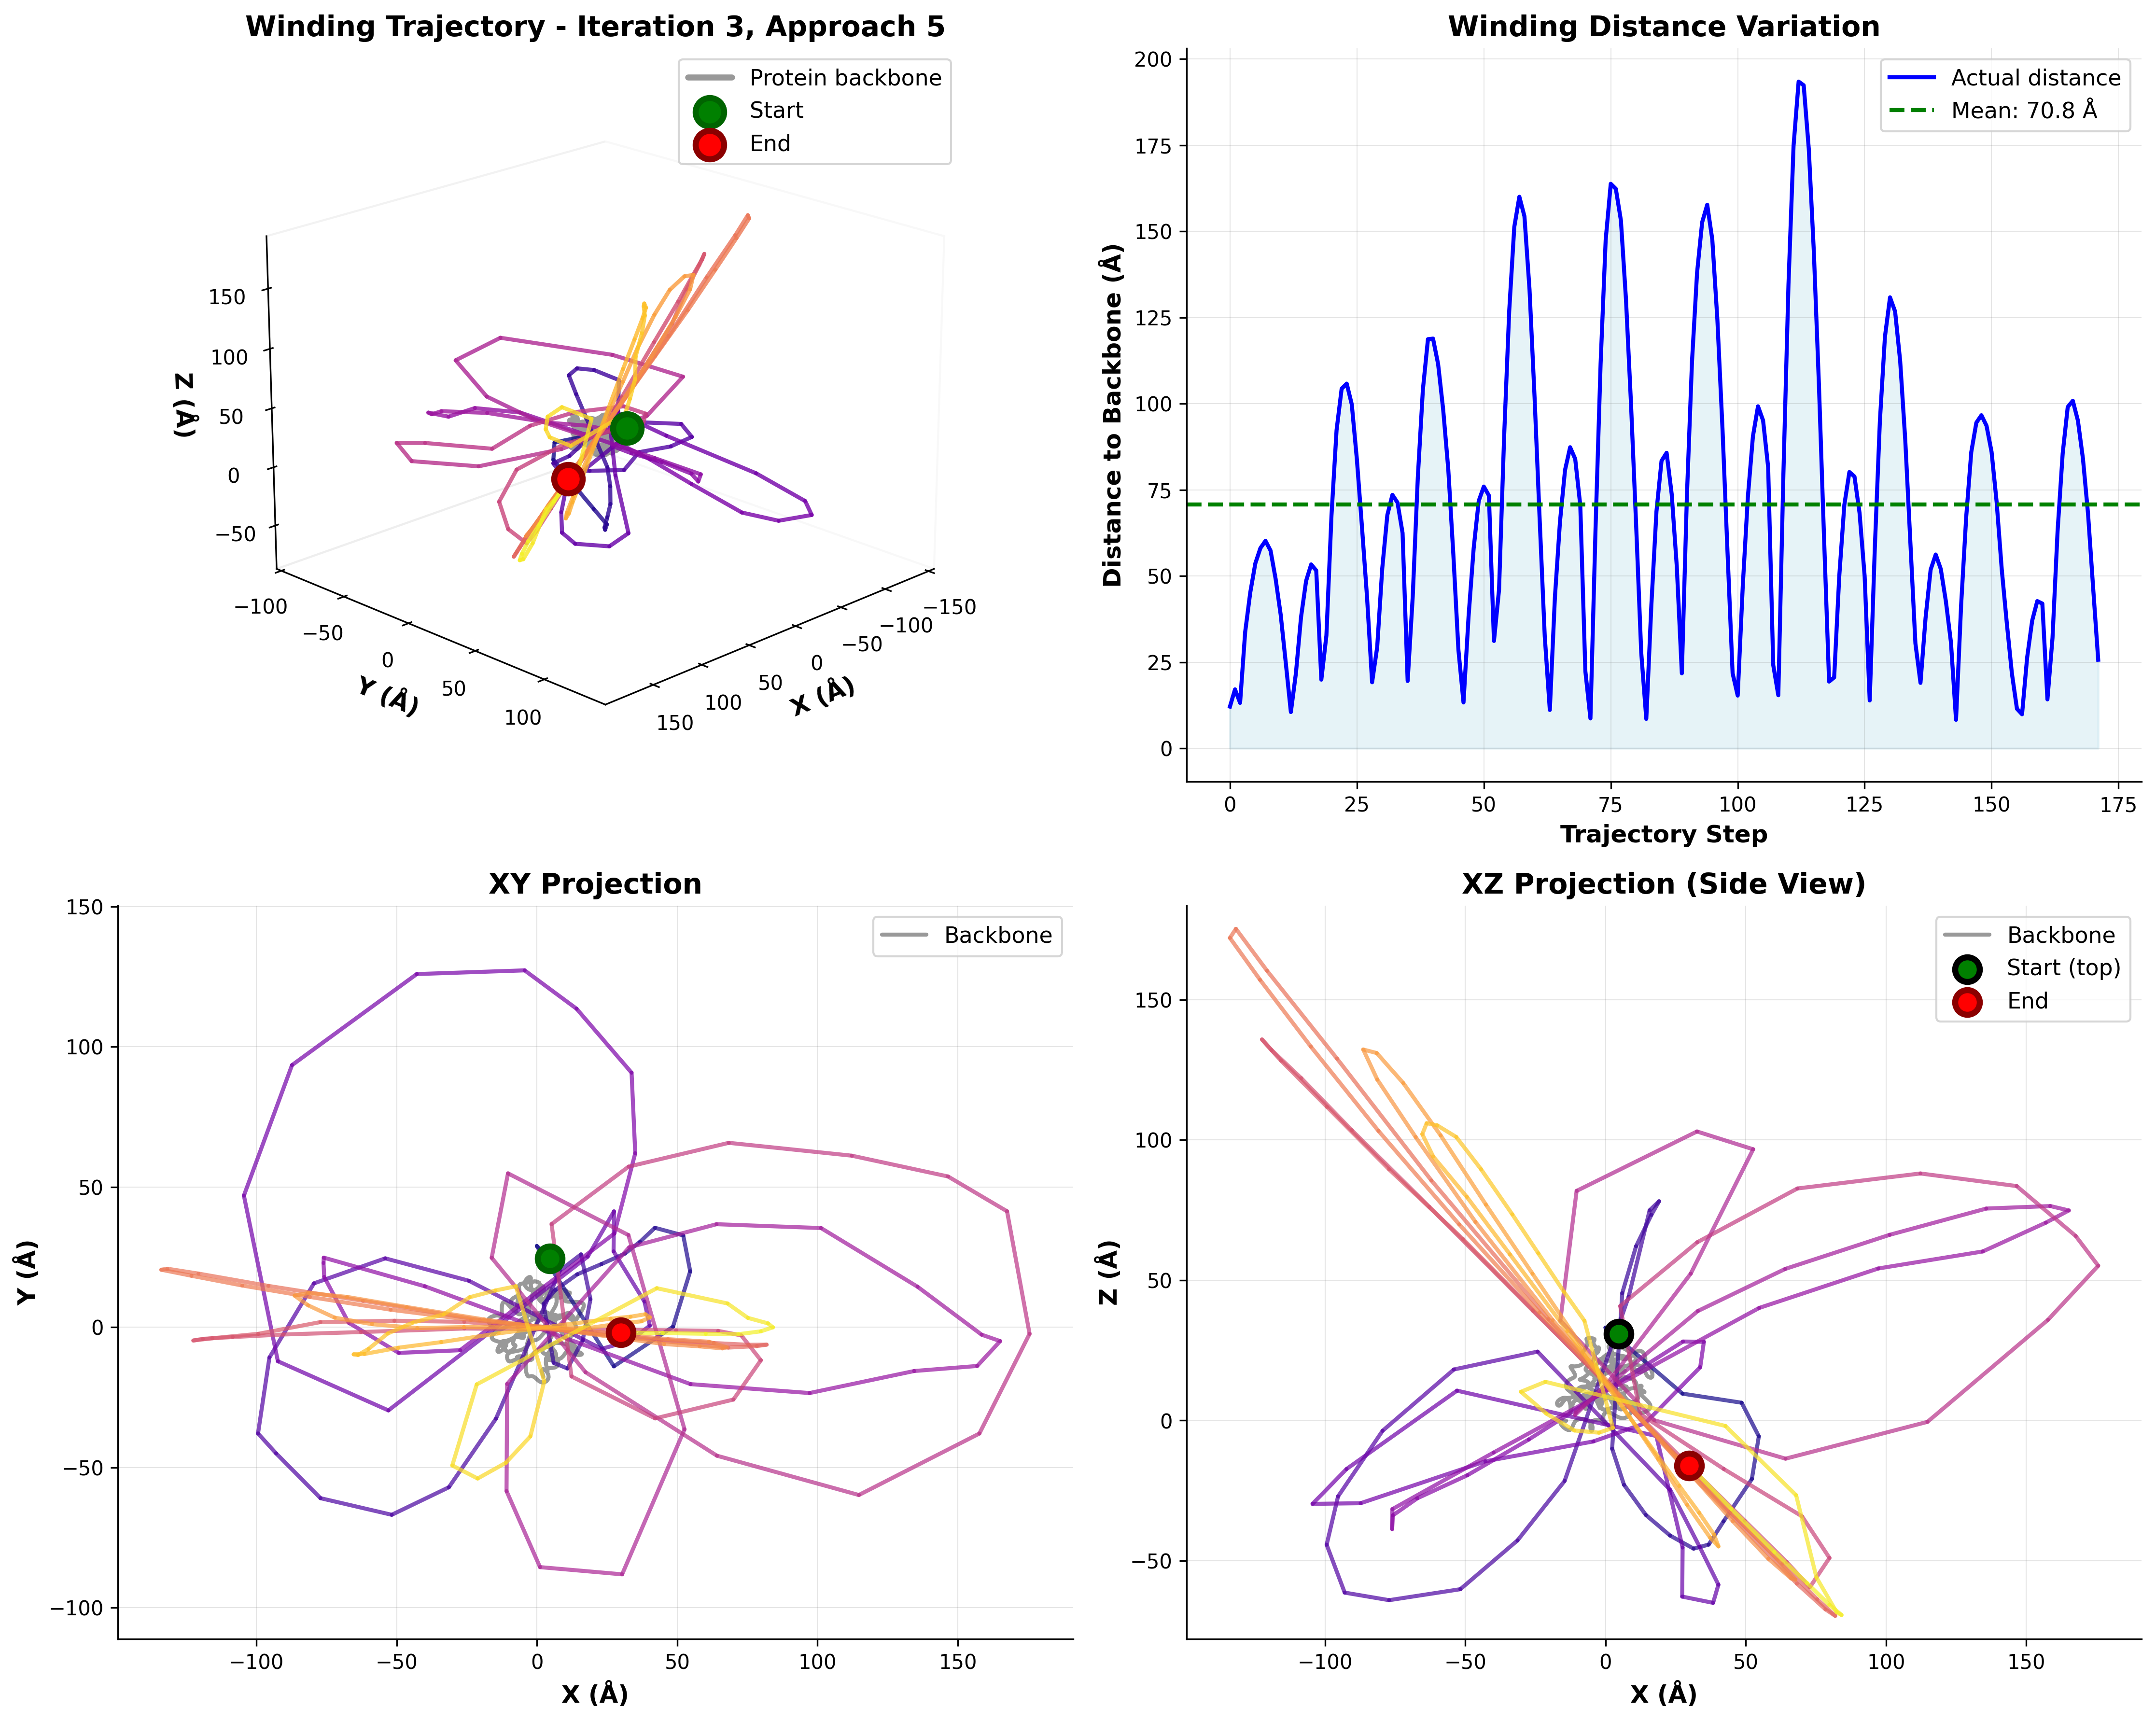 Winding Trajectory - Iteration 3, Approach 5
Protein backbone
Start
End
150
100
50
0
−50
Z (Å)
−100
−50
0
50
100
Y (Å)
150
100
50
0
−50
−100
−150
X (Å)
Winding Distance Variation
Actual distance
Mean: 70.8 Å
200
175
150
125
100
75
50
25
0
Distance to Backbone (Å)
0
25
50
75
100
125
150
175
Trajectory Step
XY Projection
Backbone
150
100
50
0
−50
−100
Y (Å)
−100
−50
0
50
100
150
X (Å)
XZ Projection (Side View)
Backbone
Start (top)
End
150
100
50
0
−50
Z (Å)
−100
−50
0
50
100
150
X (Å)